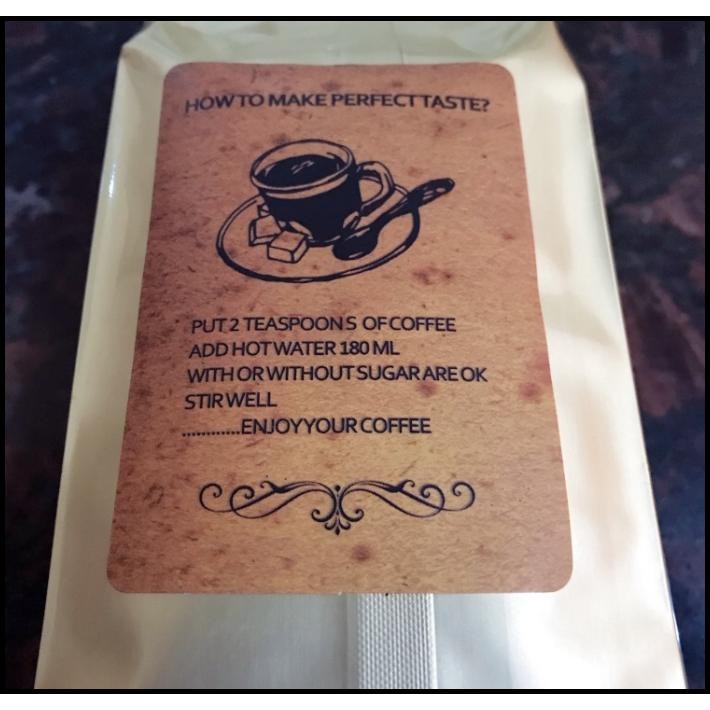 HOW TO MAKE PERFECT TASTE?
PUT 2 TEASPOONS OF COFFEE
ADD HOT WATER 180 ML
WITH OR WITHOUT SUGAR ARE OK
STIR WELL
............ENJOY YOUR COFFEE